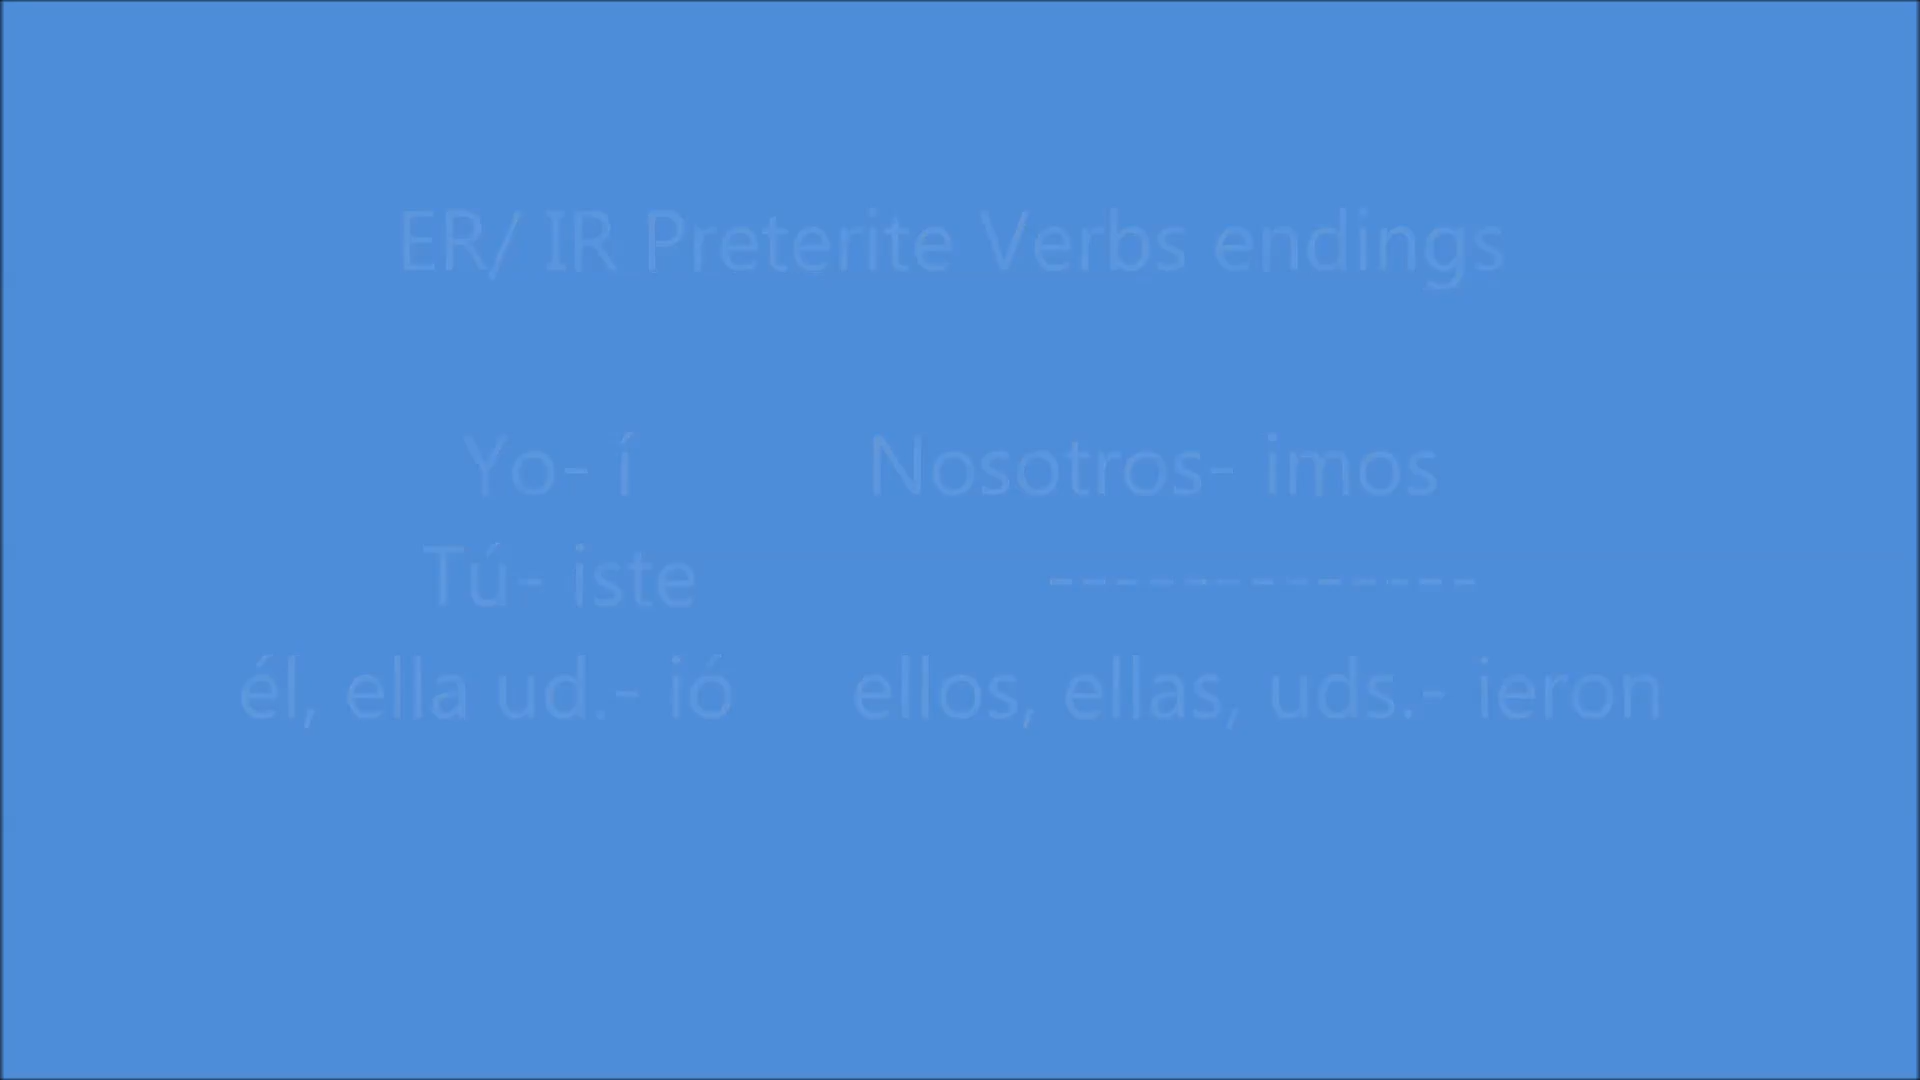 ER/ IR Preterite Verbs endings
Yo- í Nosotros- imos
Tú- iste -------------
él, ella ud.- ió ellos, ellas, uds.- ieron